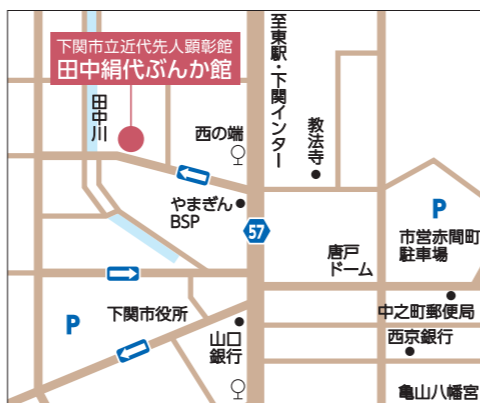 下関市立近代先人顕彰館
田中絹代ぶんか館
至東駅・下関インター
田中川
西の端
教法寺
やまぎん
BSP
57
P
市営赤間町
駐車場
唐戸
ドーム
下関市役所
P
山口
銀行
中之町郵便局
西京銀行
亀山八幡宮